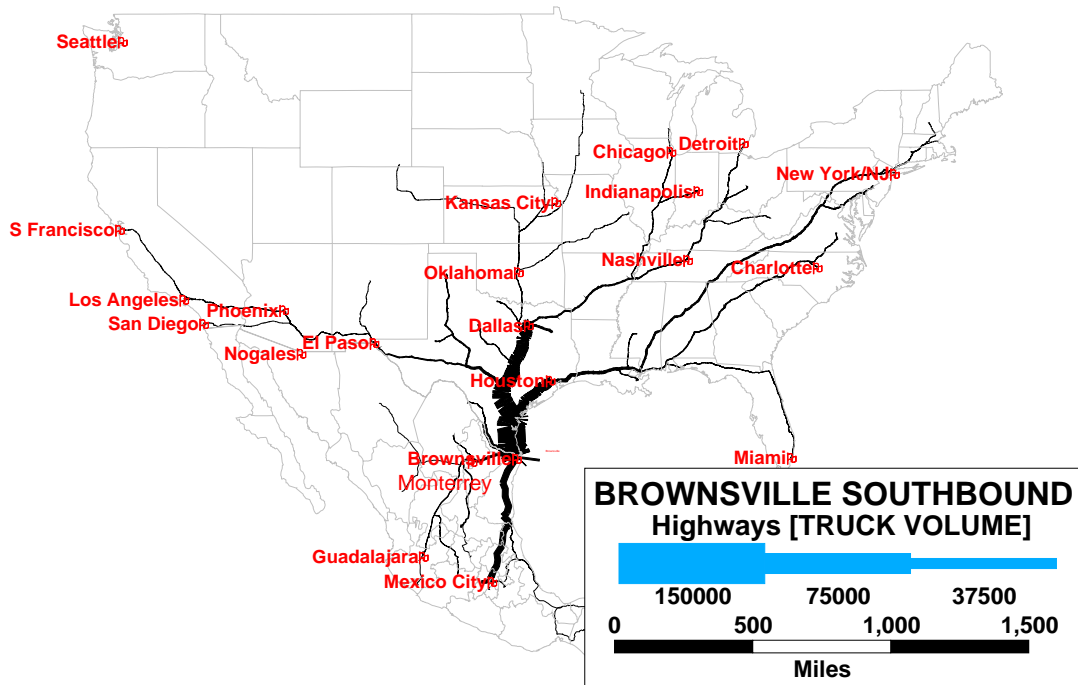 Seattle
Chicago
Detroit
New York/NJ
Kansas City
Indianapolis
S Francisco
Oklahoma
Nashville
Charlotte
Los Angeles
Phoenix
San Diego
Dallas
El Paso
Nogales
Houston
Brownsville
Miami
Monterrey
Guadalajara
Mexico City
BROWNSVILLE SOUTHBOUND
Highways [TRUCK VOLUME]
150000 75000 37500
0 500 1,000 1,500
Miles